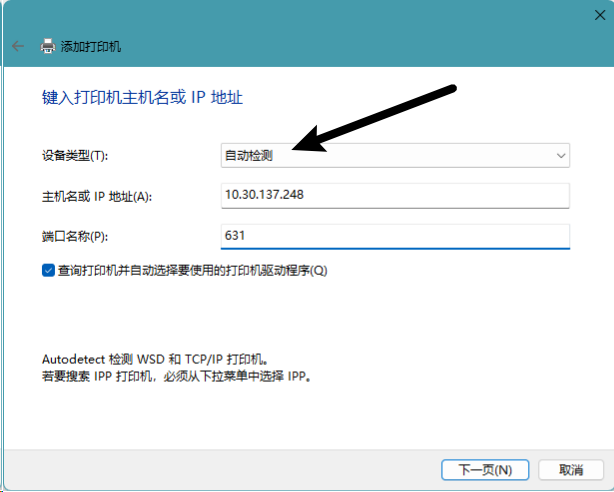 添加打印机
键入打印机主机名或 IP 地址
设备类型(T): 自动检测
主机名或 IP 地址(A): 10.30.137.248
端口名称(P): 631
查询打印机并自动选择要使用的打印机驱动程序(Q)
Autodetect 检测 WSD 和 TCP/IP 打印机。
若要搜索 IPP 打印机，必须从下拉菜单中选择 IPP。
下一页(N) 取消